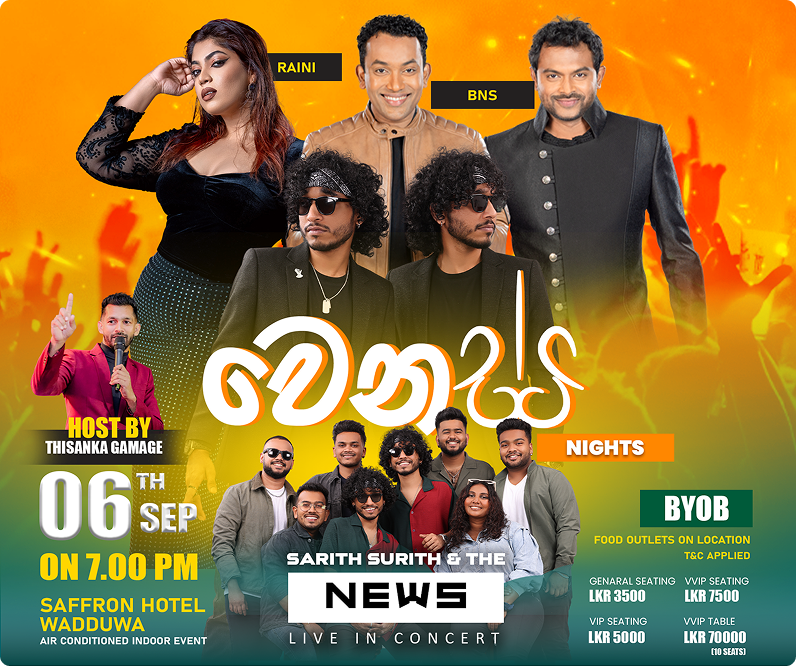 RAINI
BNS
වෙනස්ස
NIGHTS
HOST BY
THISANKA GAMAGE
06TH
SEP
ON 7.00 PM
SAFFRON HOTEL
WADDUWA
AIR CONDITIONED INDOOR EVENT
SARITH SURITH & THE
NEWS
LIVE IN CONCERT
BYOB
FOOD OUTLETS ON LOCATION
T&C APPLIED
GENARAL SEATING
LKR 3500
VVIP SEATING
LKR 7500
VIP SEATING
LKR 5000
VVIP TABLE
LKR 70000
(10 SEATS)